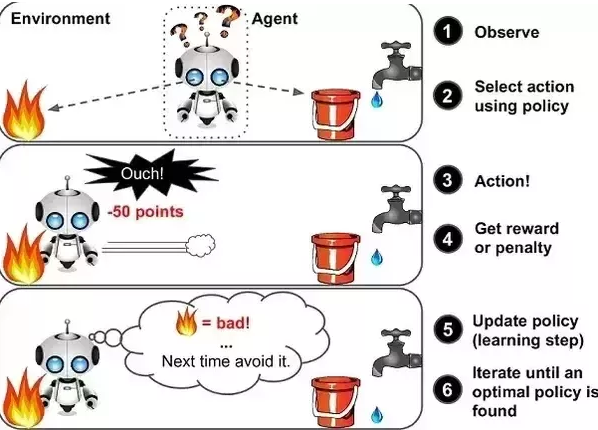 Environment
Agent
???
1 Observe
2 Select action
using policy
Ouch!
-50 points
3 Action!
4 Get reward
or penalty
= bad!
...
Next time avoid it.
5 Update policy
(learning step)
6 Iterate until an
optimal policy is
found